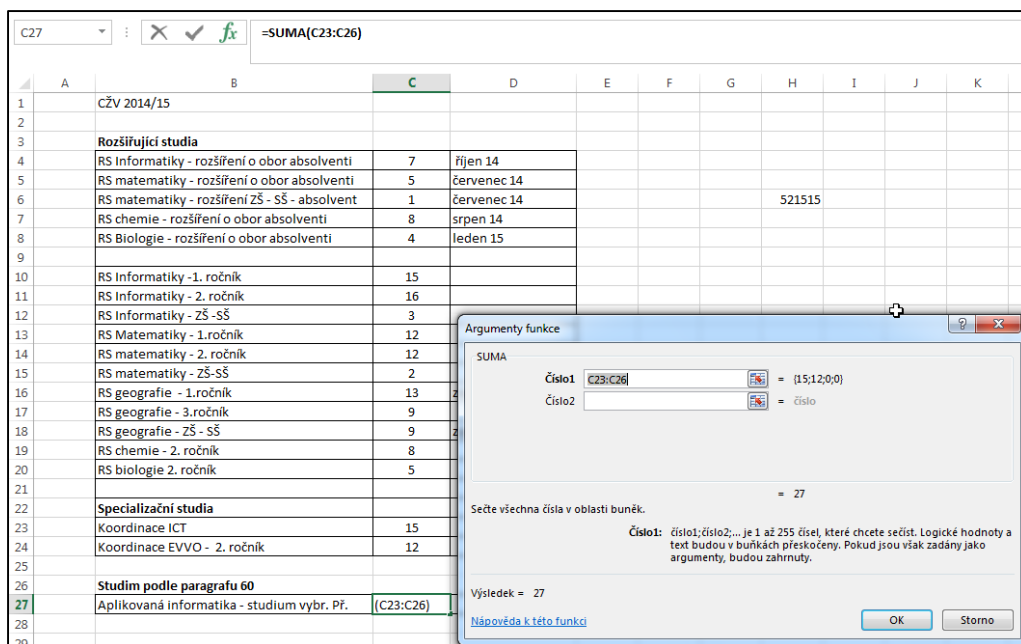 C27 fx =SUMA(C23:C26)
A B C D E F G H I J K
1 CŽV 2014/15
2
3 Rozšiřující studia
4 RS Informatiky - rozšíření o obor absolventi 7 říjen 14
5 RS matematiky - rozšíření o obor absolventi 5 červenec 14
6 RS matematiky - rozšíření ZŠ - SŠ - absolvent 1 červenec 14 521515
7 RS chemie - rozšíření o obor absolventi 8 srpen 14
8 RS Biologie - rozšíření o obor absolventi 4 leden 15
9
10 RS Informatiky -1. ročník 15
11 RS Informatiky - 2. ročník 16
12 RS Informatiky - ZŠ -SŠ 3
13 RS Matematiky - 1.ročník 12
14 RS matematiky - 2. ročník 12
15 RS matematiky - ZŠ-SŠ 2
16 RS geografie - 1.ročník 13 z
17 RS geografie - 3.ročník 9
18 RS geografie - ZŠ - SŠ 9 z
19 RS chemie - 2. ročník 8
20 RS biologie 2. ročník 5
21
22 Specializační studia
23 Koordinace ICT 15
24 Koordinace EVVO - 2. ročník 12
25
26 Studim podle paragrafu 60
27 Aplikovaná informatika - studium vybr. Př. (C23:C26)
28
29
Argumenty funkce ? X
SUMA
Číslo1 C23:C26 = {15;12;0;0}
Číslo2 = číslo
= 27
Sečte všechna čísla v oblasti buněk.
Číslo1: číslo1;číslo2;... je 1 až 255 čísel, které chcete sečíst. Logické hodnoty a
text budou v buňkách přeskočeny. Pokud jsou však zadány jako
argumenty, budou zahrnuty.
Výsledek = 27
Nápověda k této funkci OK Storno